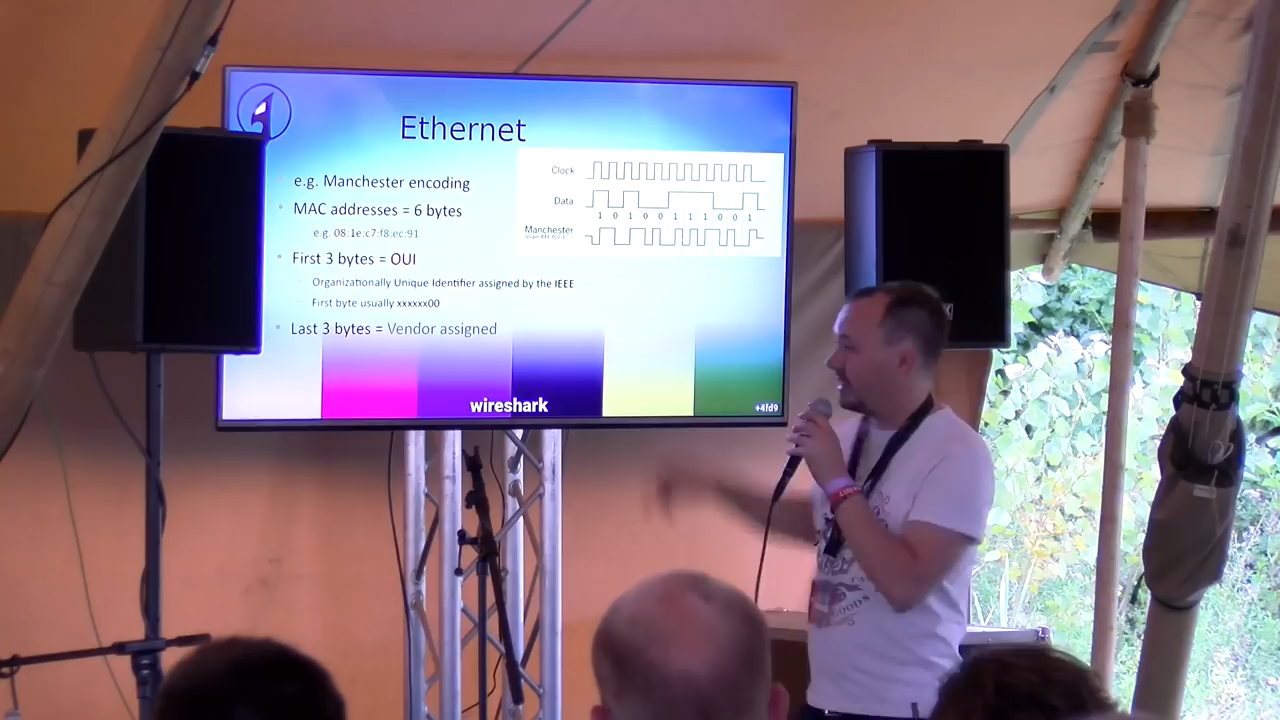 Ethernet
e.g. Manchester encoding
MAC addresses = 6 bytes
e.g. 08:1e:c7:f8:ec:91
First 3 bytes = OUI
Organizationally Unique Identifier assigned by the IEEE
First byte usually xxxxxx00
Last 3 bytes = Vendor assigned
Clock
Data
1 0 1 0 0 1 1 1 0 0 1
Manchester
wireshark
+4fd9
GOODS